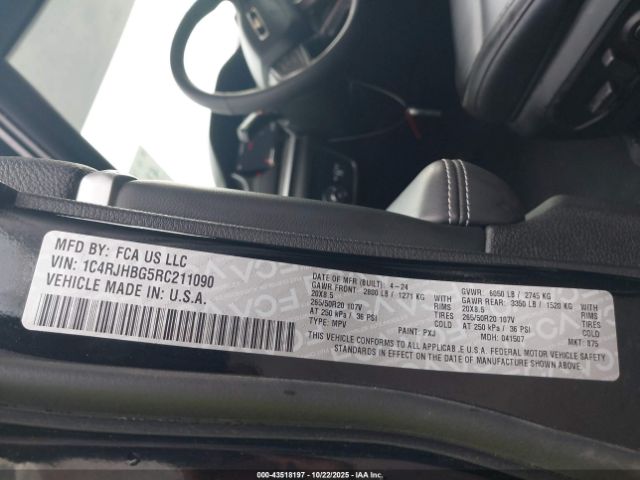 MFD BY: FCA US LLC
VIN: 1C4RJHBG5RC211090
VEHICLE MADE IN: U.S.A.
DATE OF MFR (BUILT): 4-24
GAWR FRONT: 2800 LB / 1271 KG WITH
20X8.5 RIMS
265/50R20 107V TIRES
AT 250 kPa / 36 PSI COLD
TYPE: MPV PAINT: PXJ
GVWR: 6050 LB / 2745 KG
GAWR REAR: 3350 LB / 1520 KG WITH
20X8.5 RIMS
265/50R20 107V TIRES
AT 250 kPa / 36 PSI COLD
MDH: 041507 MKT: 875
THIS VEHICLE CONFORMS TO ALL APPLICABLE U.S.A. FEDERAL MOTOR VEHICLE SAFETY
STANDARDS IN EFFECT ON THE DATE OF MANUFACTURE SHOWN ABOVE.
000-43518197 10/22/2025 IAAI.COM